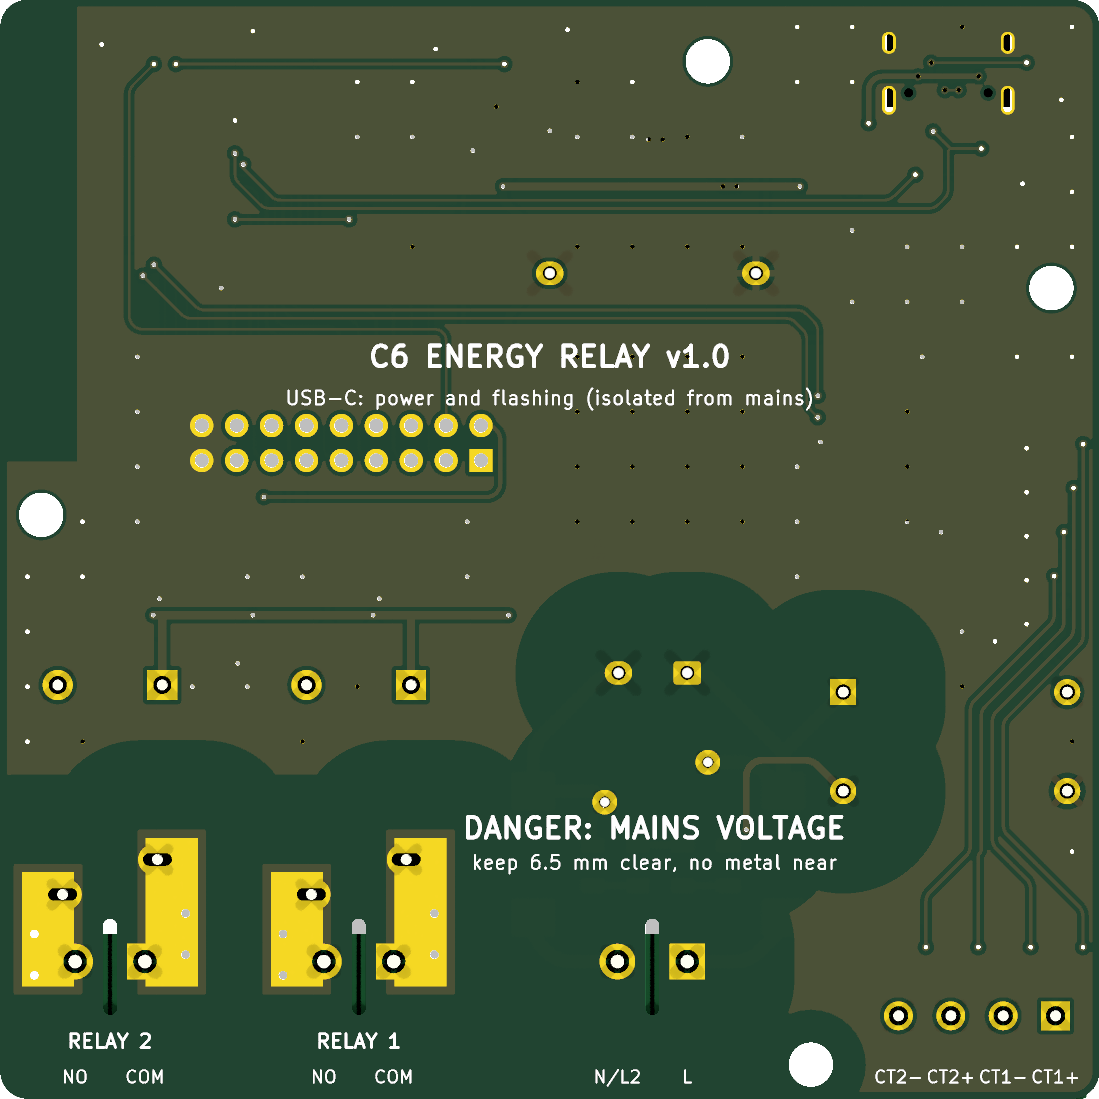 C6 ENERGY RELAY v1.0
USB-C: power and flashing (isolated from mains)
DANGER: MAINS VOLTAGE
keep 6.5 mm clear, no metal near
RELAY 2 RELAY 1
NO COM NO COM N/L2 L CT2- CT2+ CT1- CT1+